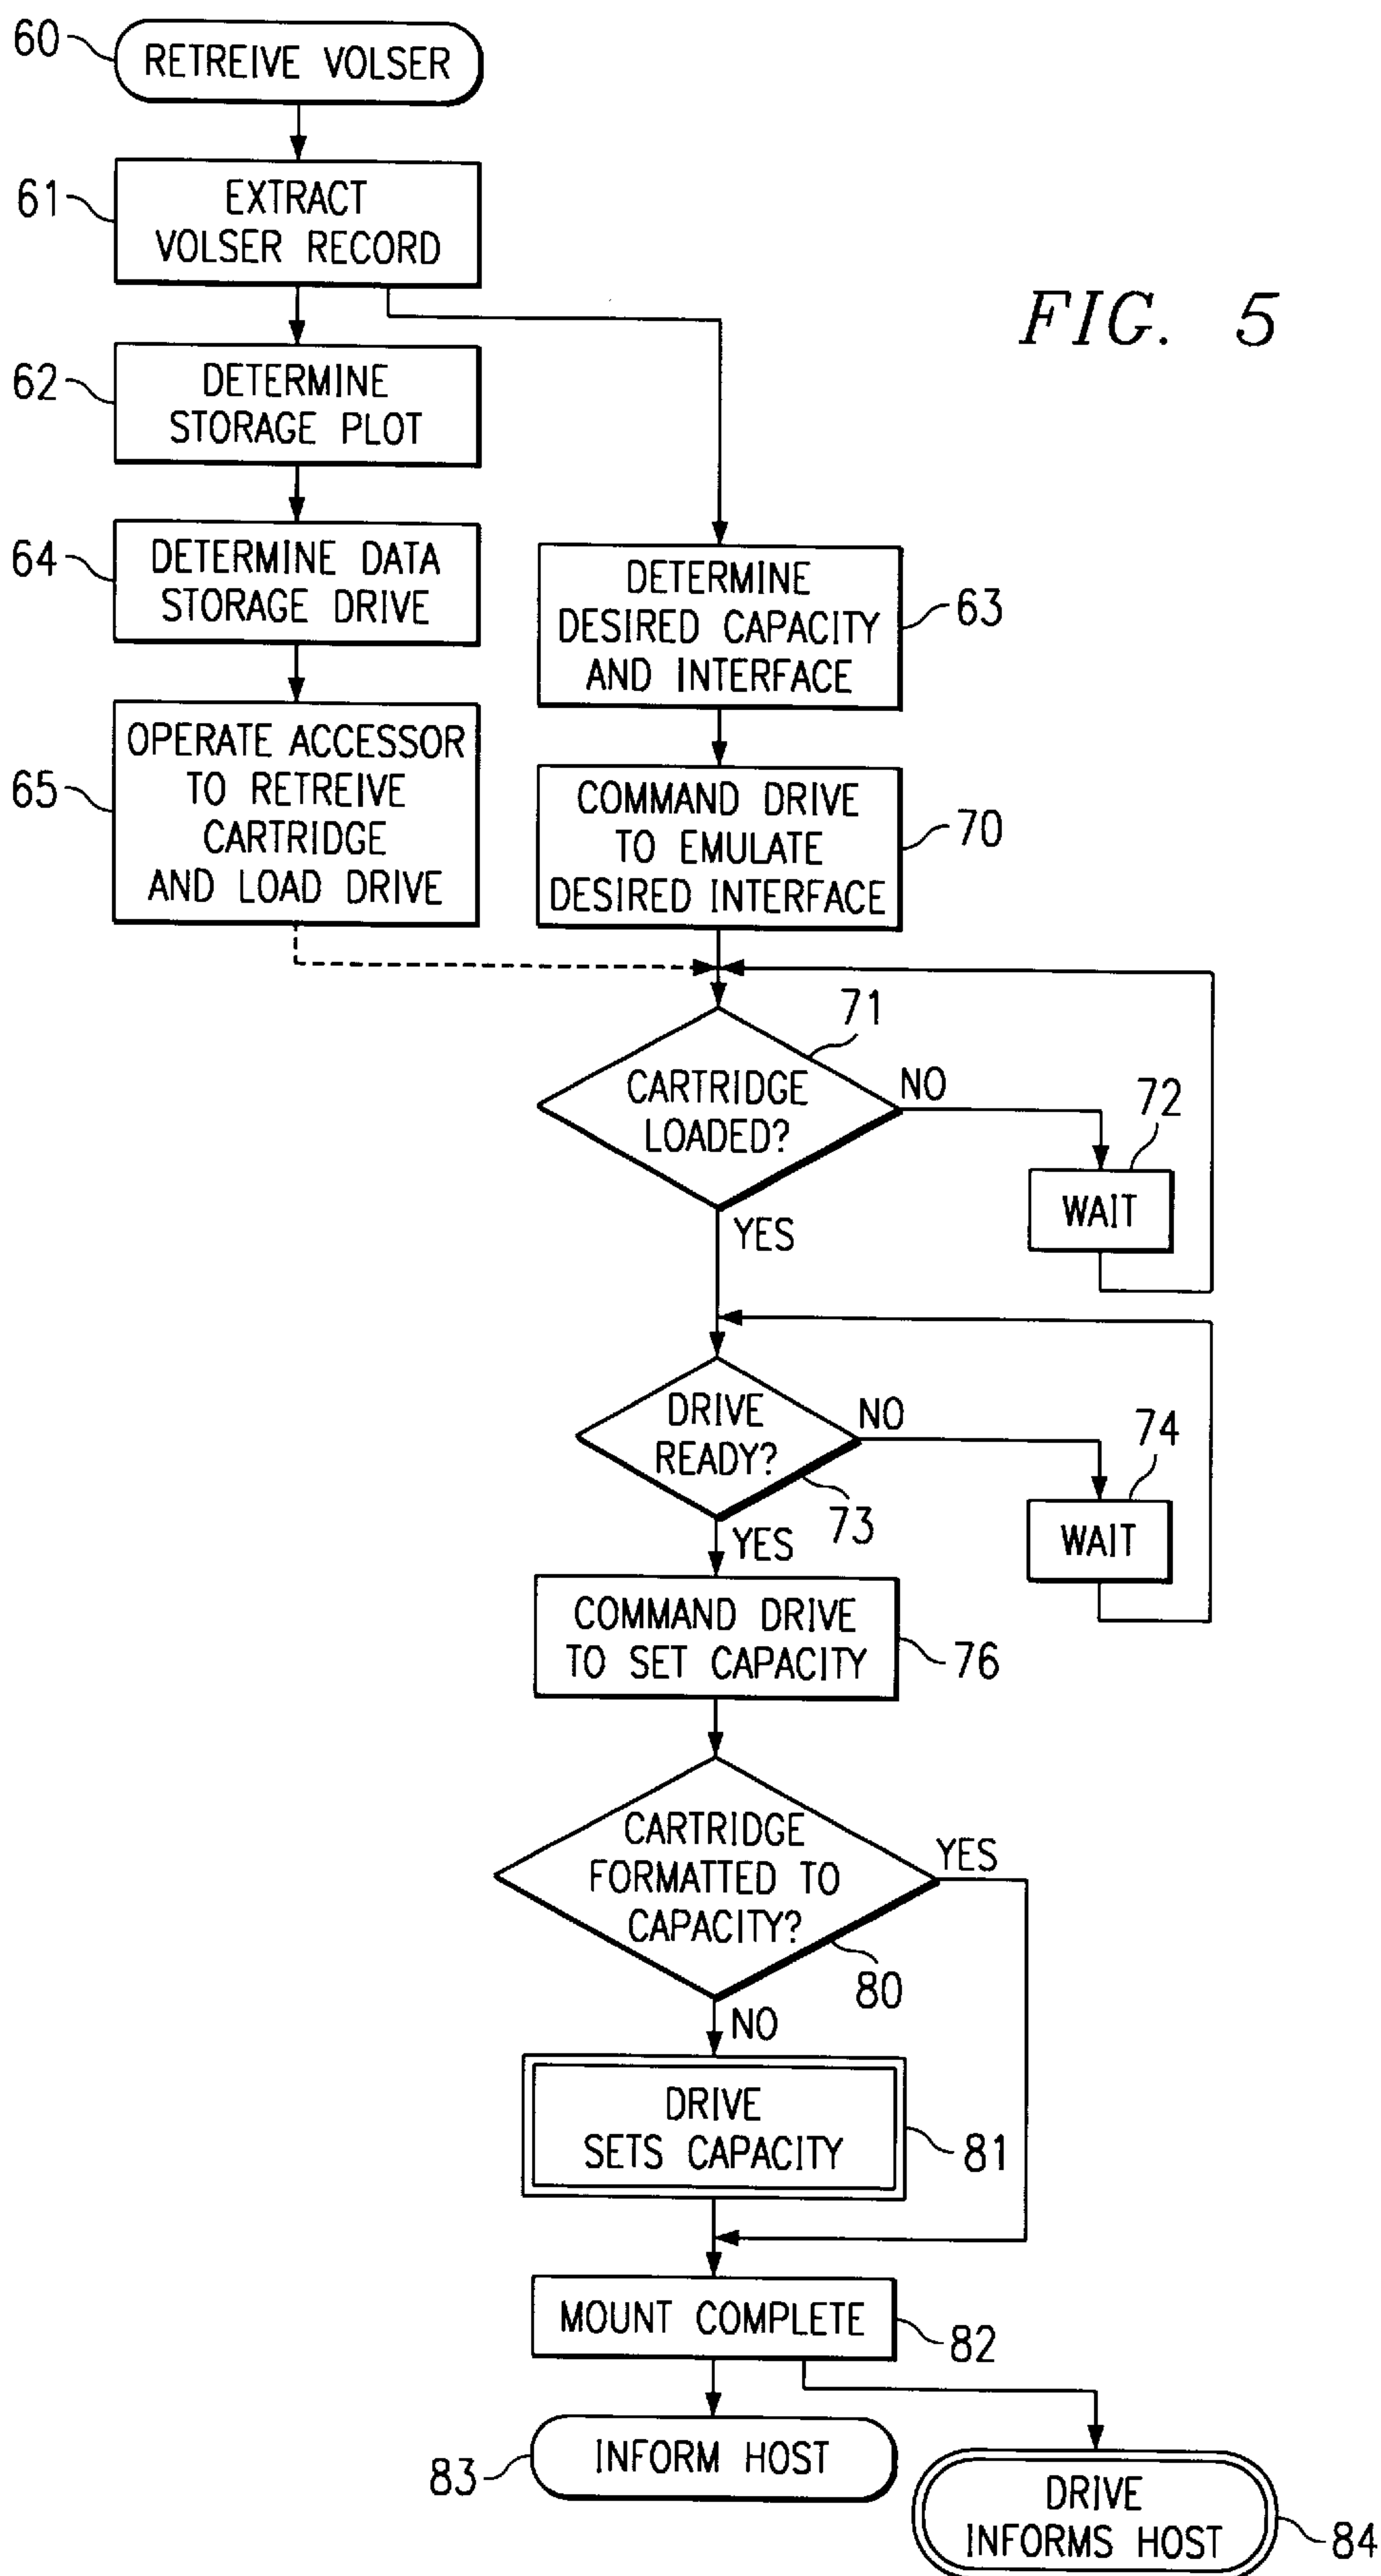 60
RETREIVE VOLSER
61
EXTRACT
VOLSER RECORD
FIG. 5
62
DETERMINE
STORAGE PLOT
64
DETERMINE DATA
STORAGE DRIVE
DETERMINE
DESIRED CAPACITY
AND INTERFACE
63
65
OPERATE ACCESSOR
TO RETREIVE
CARTRIDGE
AND LOAD DRIVE
COMMAND DRIVE
TO EMULATE
DESIRED INTERFACE
70
71
CARTRIDGE
LOADED?
NO
72
WAIT
YES
DRIVE
READY?
NO
73
74
WAIT
YES
COMMAND DRIVE
TO SET CAPACITY
76
CARTRIDGE
FORMATTED TO
CAPACITY?
YES
80
NO
DRIVE
SETS CAPACITY
81
MOUNT COMPLETE
82
83
INFORM HOST
DRIVE
INFORMS HOST
84